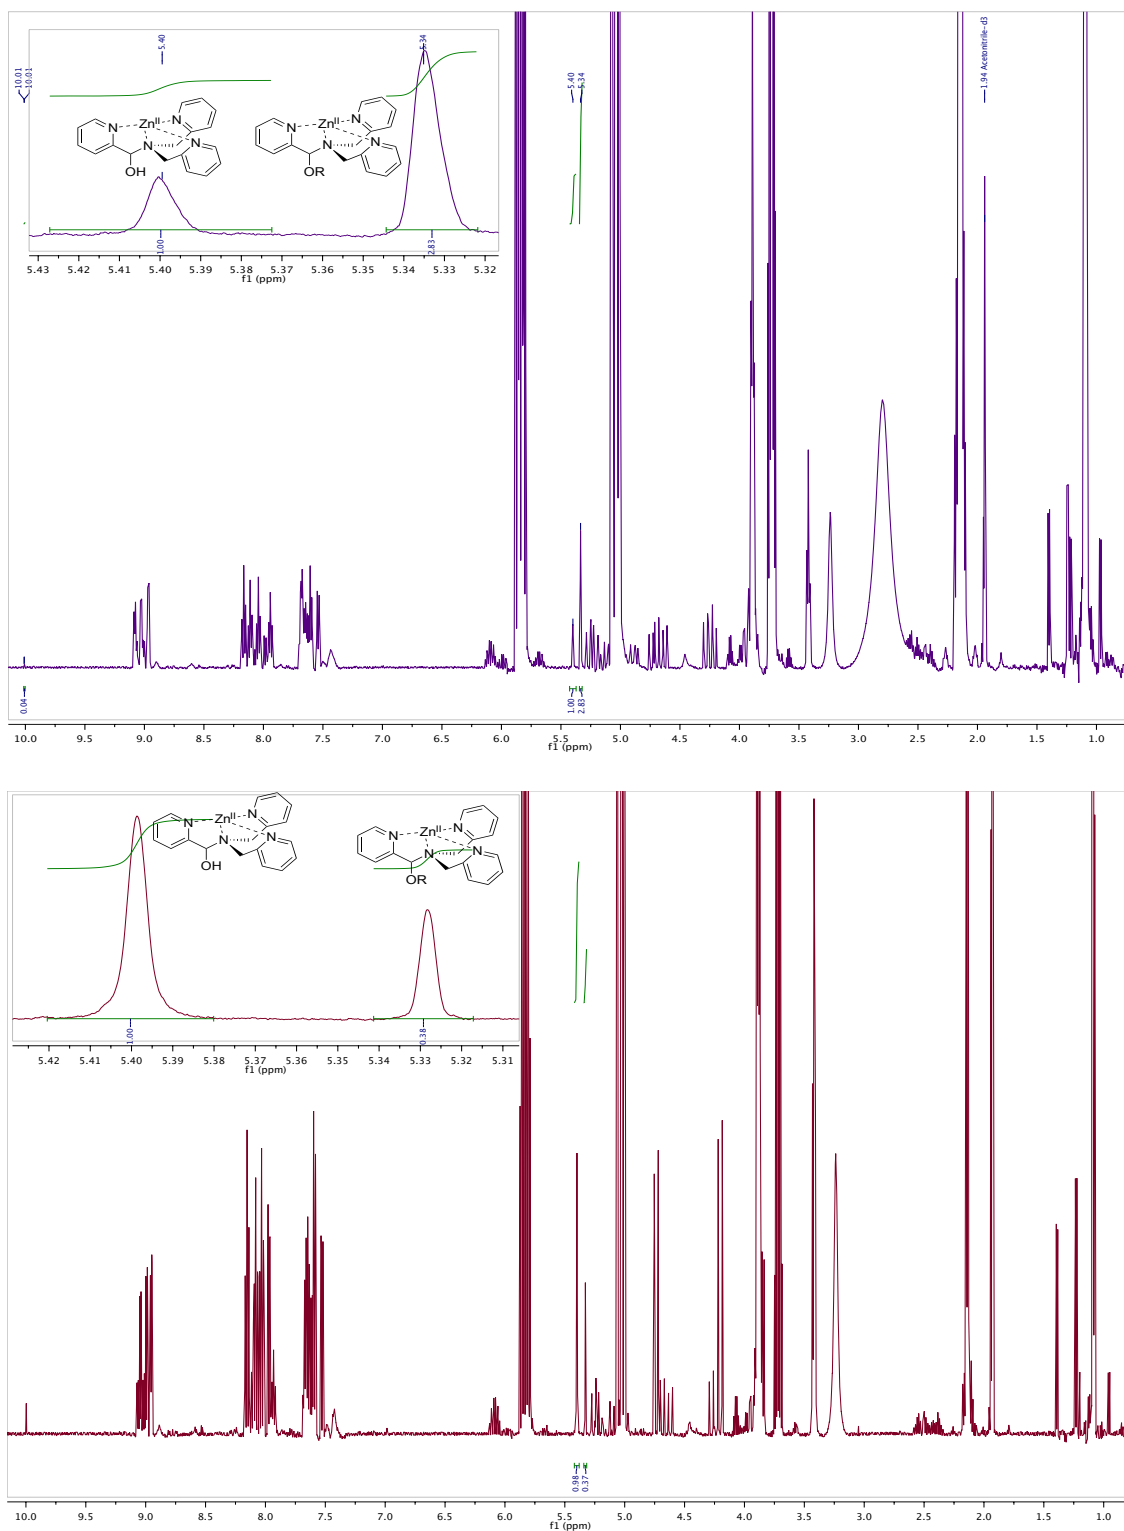 10.01
10.01
5.40
5.34
5.40
5.34
1.94 Acetonitrile-d3
Zn^II
N
N
N
N
OH
Zn^II
N
N
N
N
OR
1.00
2.83
5.43 5.42 5.41 5.40 5.39 5.38 5.37 5.36 5.35 5.34 5.33 5.32
f1 (ppm)
0.04
1.00
2.83
10.0 9.5 9.0 8.5 8.0 7.5 7.0 6.5 6.0 5.5 5.0 4.5 4.0 3.5 3.0 2.5 2.0 1.5 1.0
f1 (ppm)
Zn^II
N
N
N
N
OH
Zn^II
N
N
N
N
OR
1.00
0.38
5.42 5.41 5.40 5.39 5.38 5.37 5.36 5.35 5.34 5.33 5.32 5.31
f1 (ppm)
0.98
0.37
10.0 9.5 9.0 8.5 8.0 7.5 7.0 6.5 6.0 5.5 5.0 4.5 4.0 3.5 3.0 2.5 2.0 1.5 1.0
f1 (ppm)